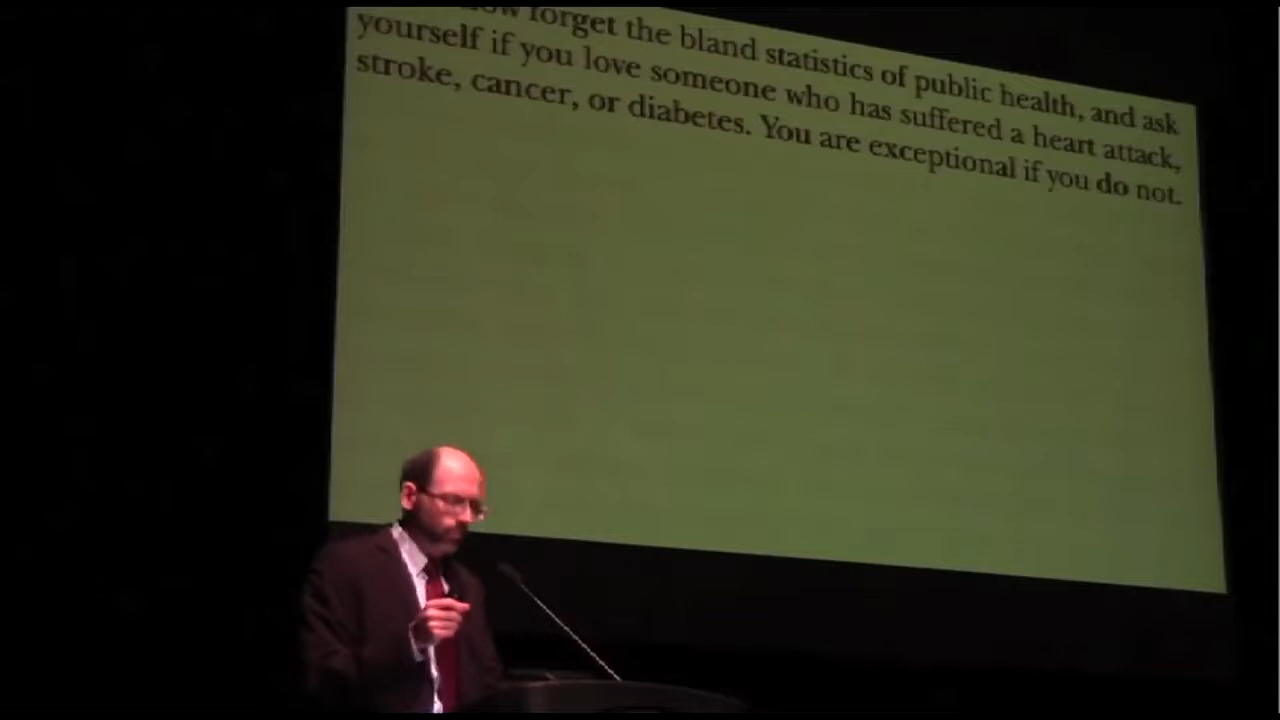 forget the bland statistics of public health, and ask
yourself if you love someone who has suffered a heart attack,
stroke, cancer, or diabetes. You are exceptional if you do not.